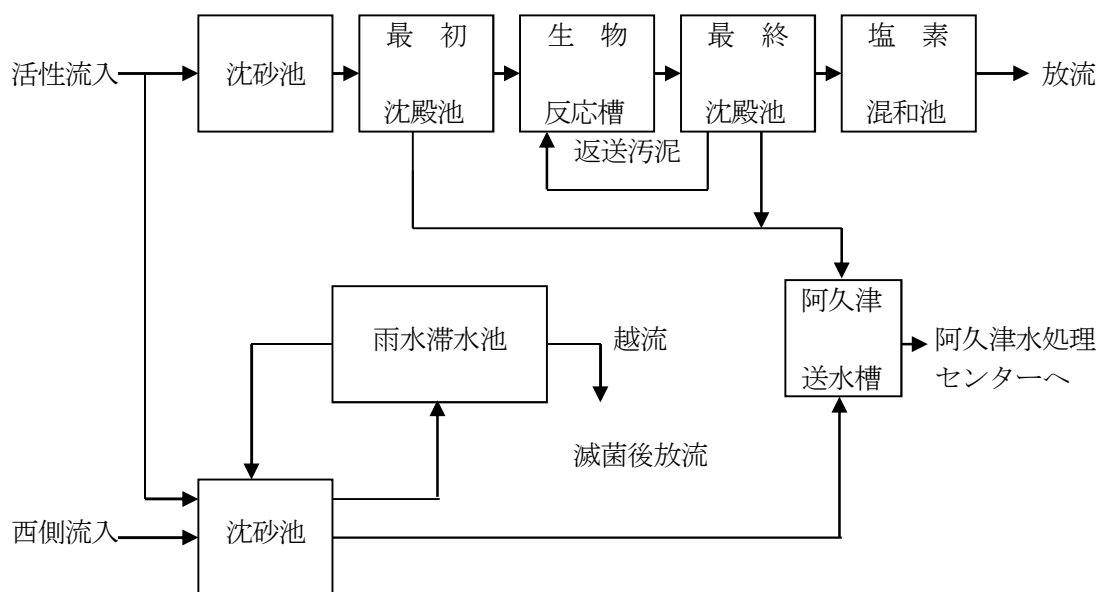 最　初
生　物
最　終
塩　素
活性流入
沈砂池
放流
沈殿池
反応槽
沈殿池
混和池
返送汚泥
阿久津
雨水滞水池
越流
阿久津水処理
センターへ
送水槽
滅菌後放流
西側流入
沈砂池